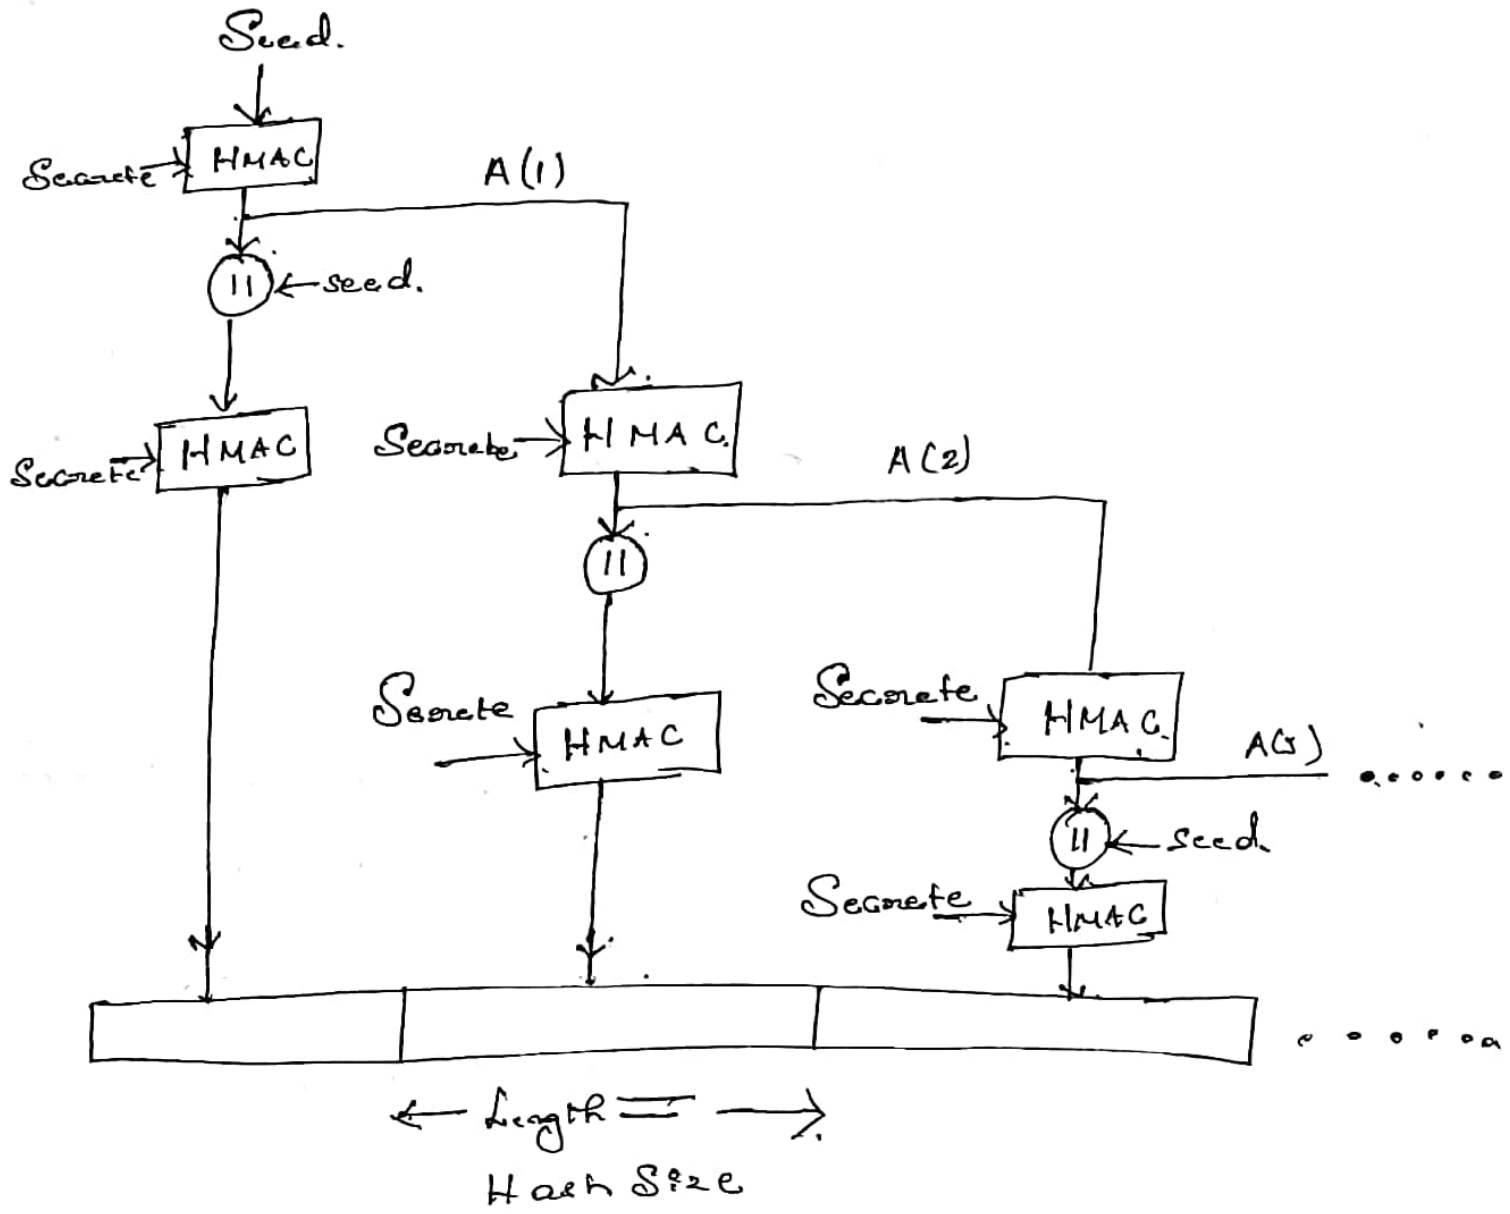 Seed.
Secrete
HMAC
A(1)
||
seed.
Secrete
HMAC
Secrete
HMAC
A(2)
||
Secrete
HMAC
Secrete
HMAC
A(3)
||
seed.
Secrete
HMAC
Length =
Hash Size